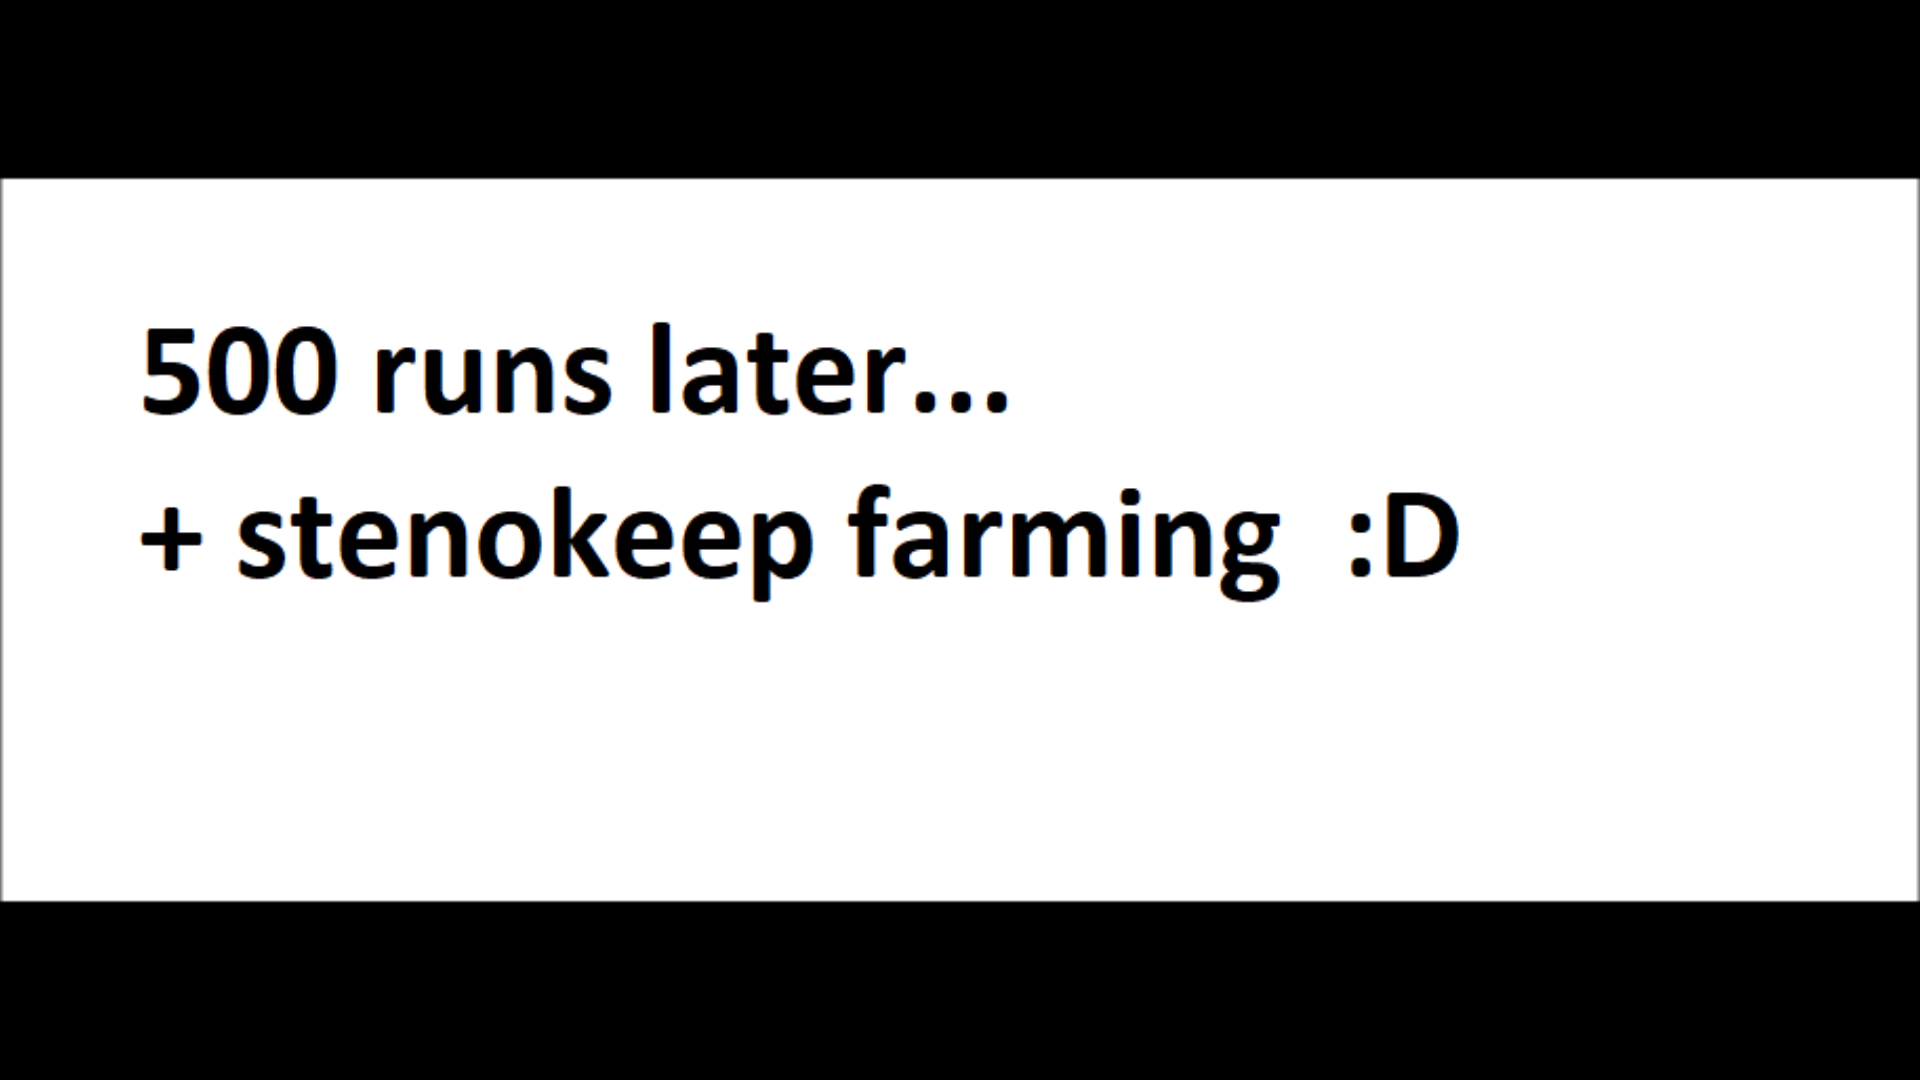 500 runs later...
+ stenokeep farming  :D